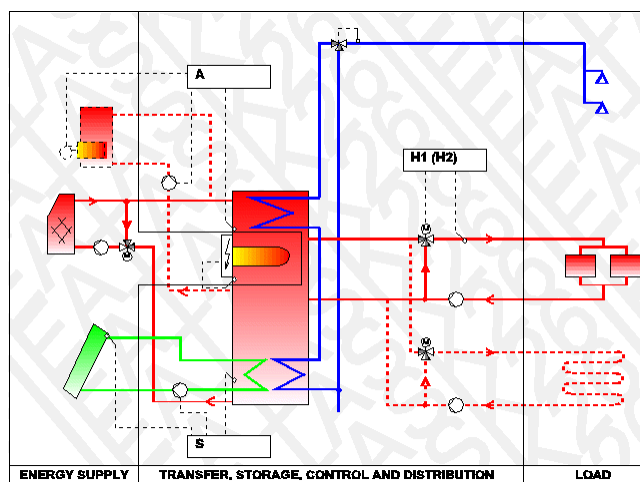 A
H1 (H2)
M
M
M
S
ENERGY SUPPLY
TRANSFER, STORAGE, CONTROL AND DISTRIBUTION
LOAD